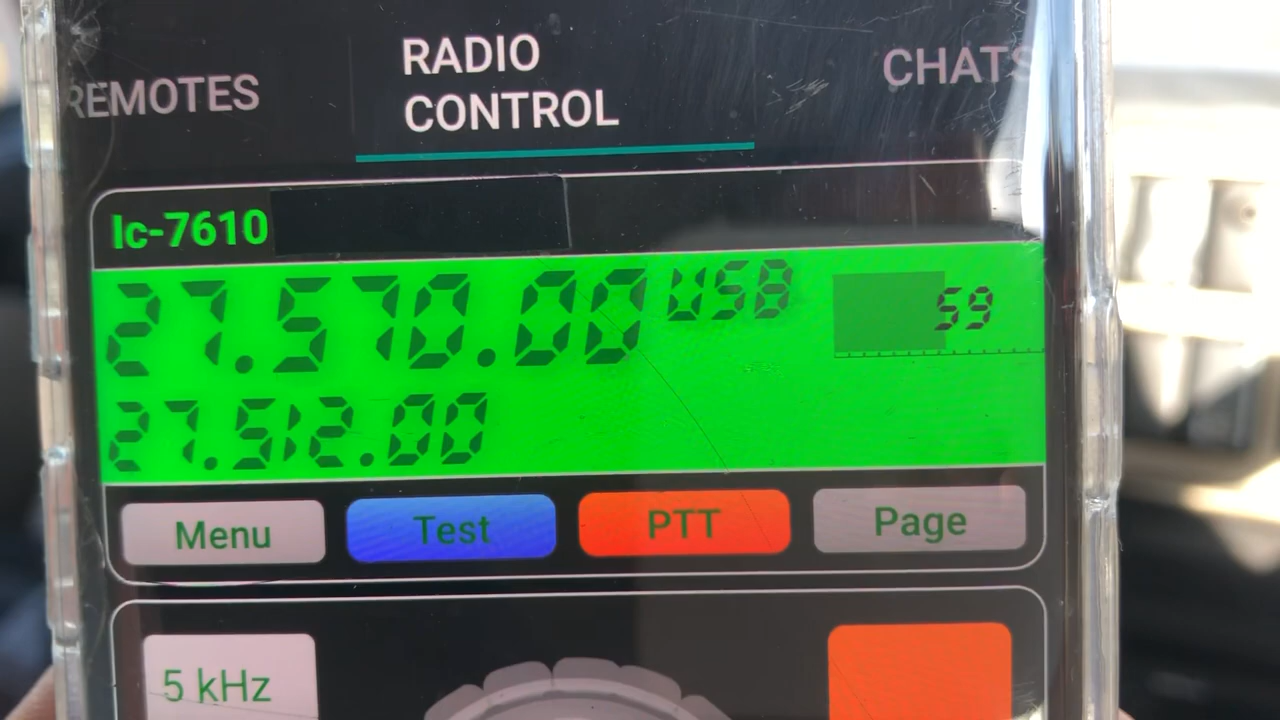 REMOTES
RADIO CONTROL
CHATS
Ic-7610
27.570.00 USB 59
27.512.00
Menu Test PTT Page
5 kHz